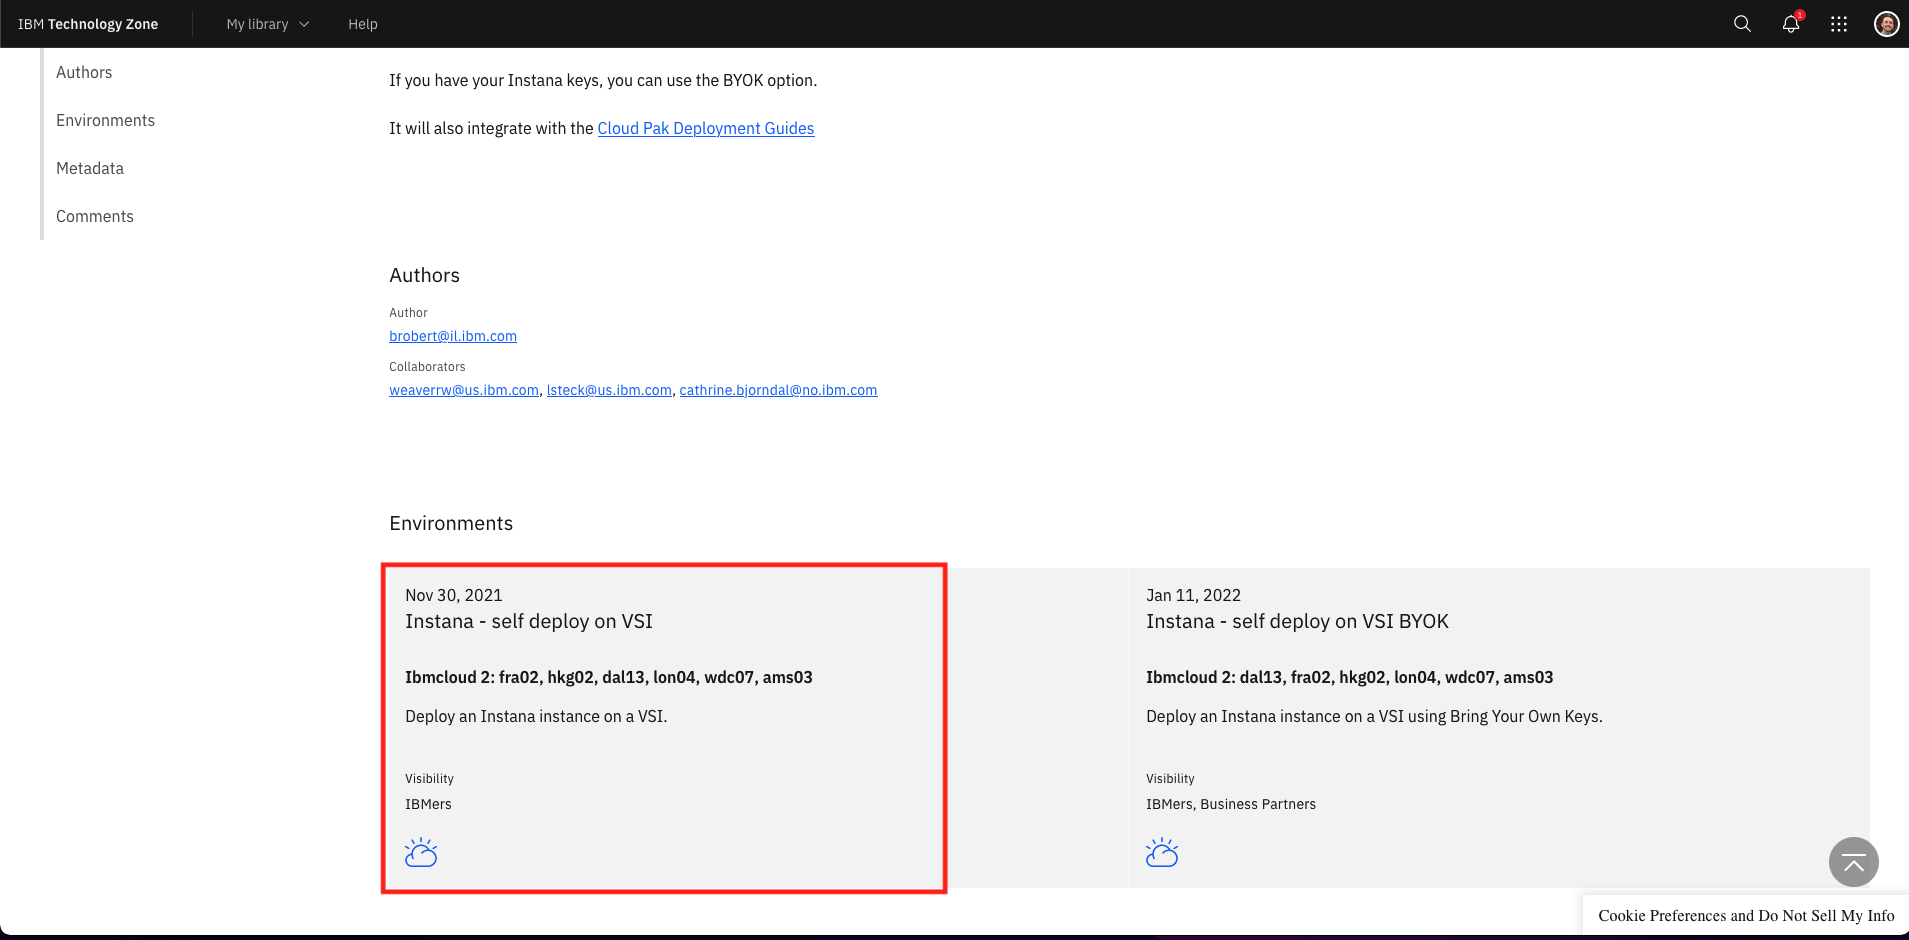 IBM Technology Zone
My library
Help
1
Authors
Environments
Metadata
Comments
If you have your Instana keys, you can use the BYOK option.
It will also integrate with the Cloud Pak Deployment Guides
Authors
Author
brobert@il.ibm.com
Collaborators
weaverrw@us.ibm.com, lsteck@us.ibm.com, cathrine.bjorndal@no.ibm.com
Environments
Nov 30, 2021
Instana - self deploy on VSI
Ibmcloud 2: fra02, hkg02, dal13, lon04, wdc07, ams03
Deploy an Instana instance on a VSI.
Visibility
IBMers
Jan 11, 2022
Instana - self deploy on VSI BYOK
Ibmcloud 2: dal13, fra02, hkg02, lon04, wdc07, ams03
Deploy an Instana instance on a VSI using Bring Your Own Keys.
Visibility
IBMers, Business Partners
Cookie Preferences and Do Not Sell My Info